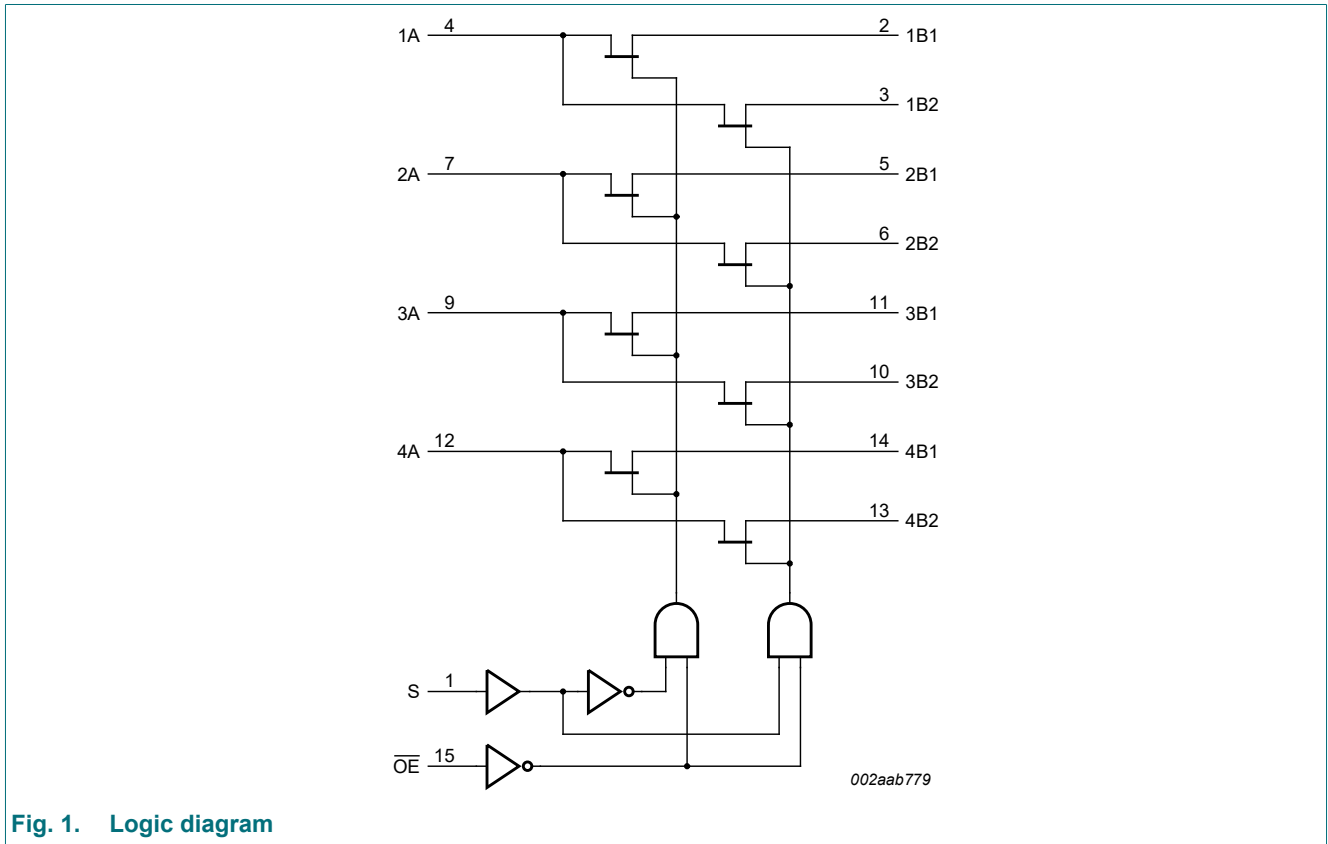 1A 4 2 1B1
3 1B2
2A 7 5 2B1
6 2B2
3A 9 11 3B1
10 3B2
4A 12 14 4B1
13 4B2
S 1
O̅E̅ 15
002aab779
Fig. 1. Logic diagram